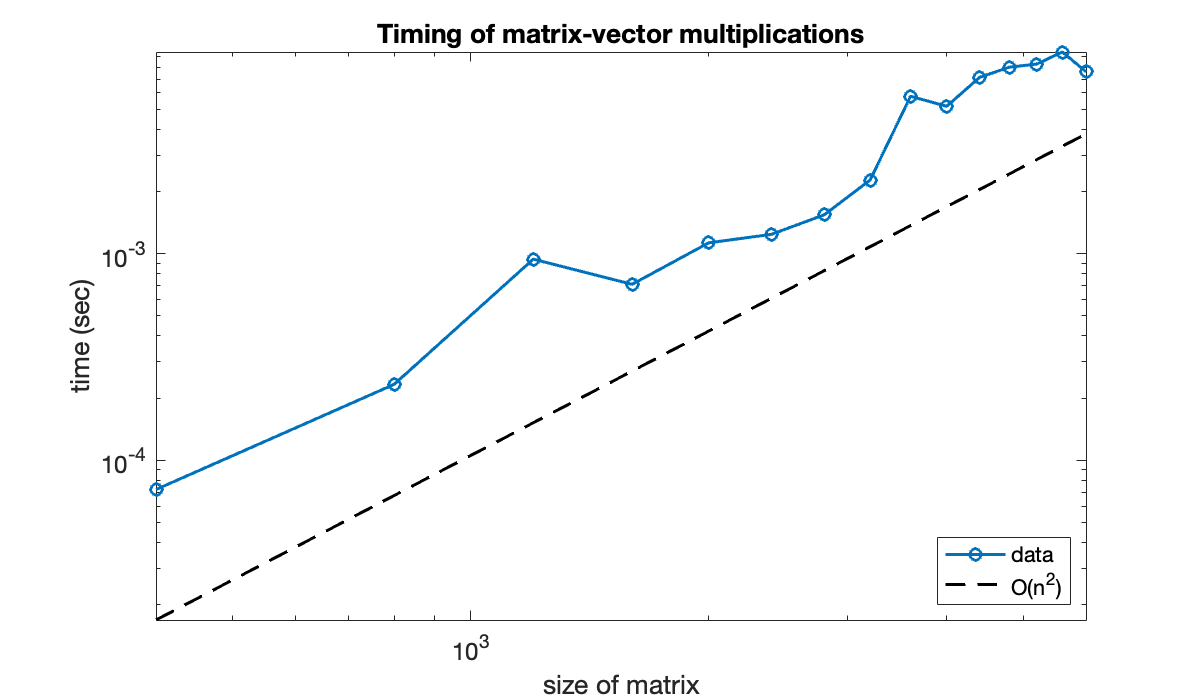 Timing of matrix-vector multiplications
time (sec)
10^-3
10^-4
10^3
size of matrix
data
O(n^2)